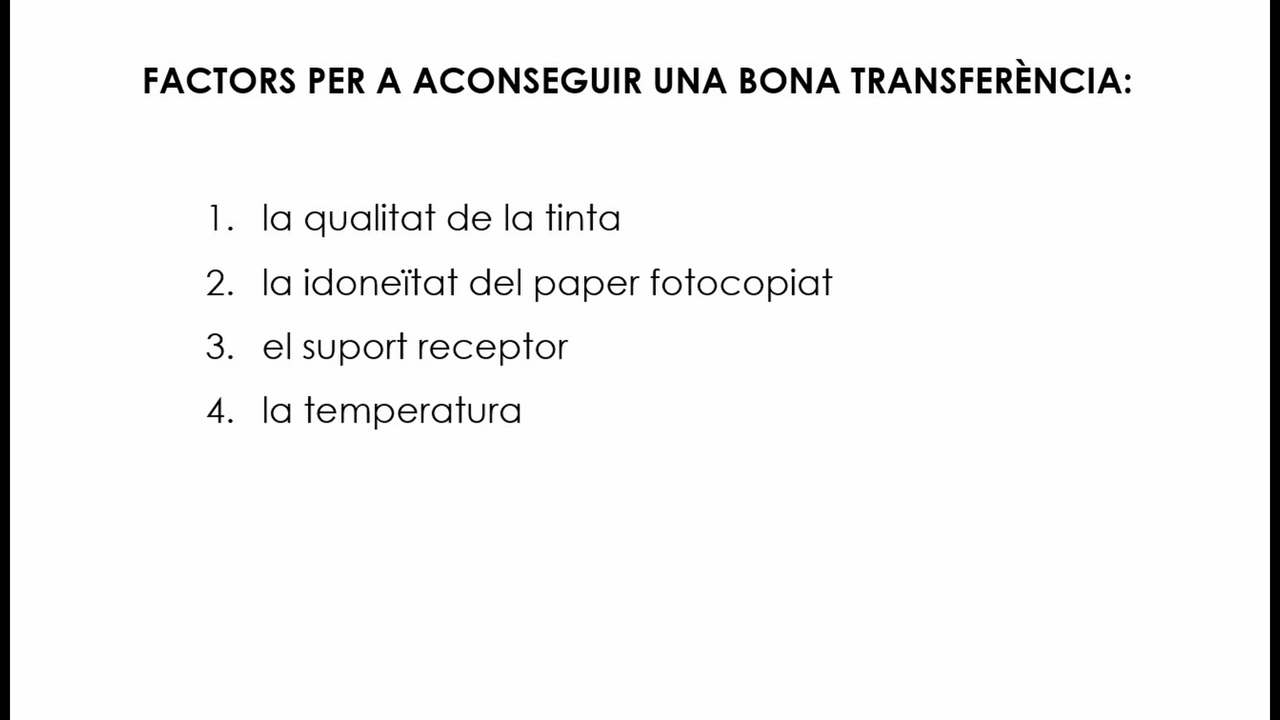 FACTORS PER A ACONSEGUIR UNA BONA TRANSFERÈNCIA:
1. la qualitat de la tinta
2. la idoneïtat del paper fotocopiat
3. el suport receptor
4. la temperatura